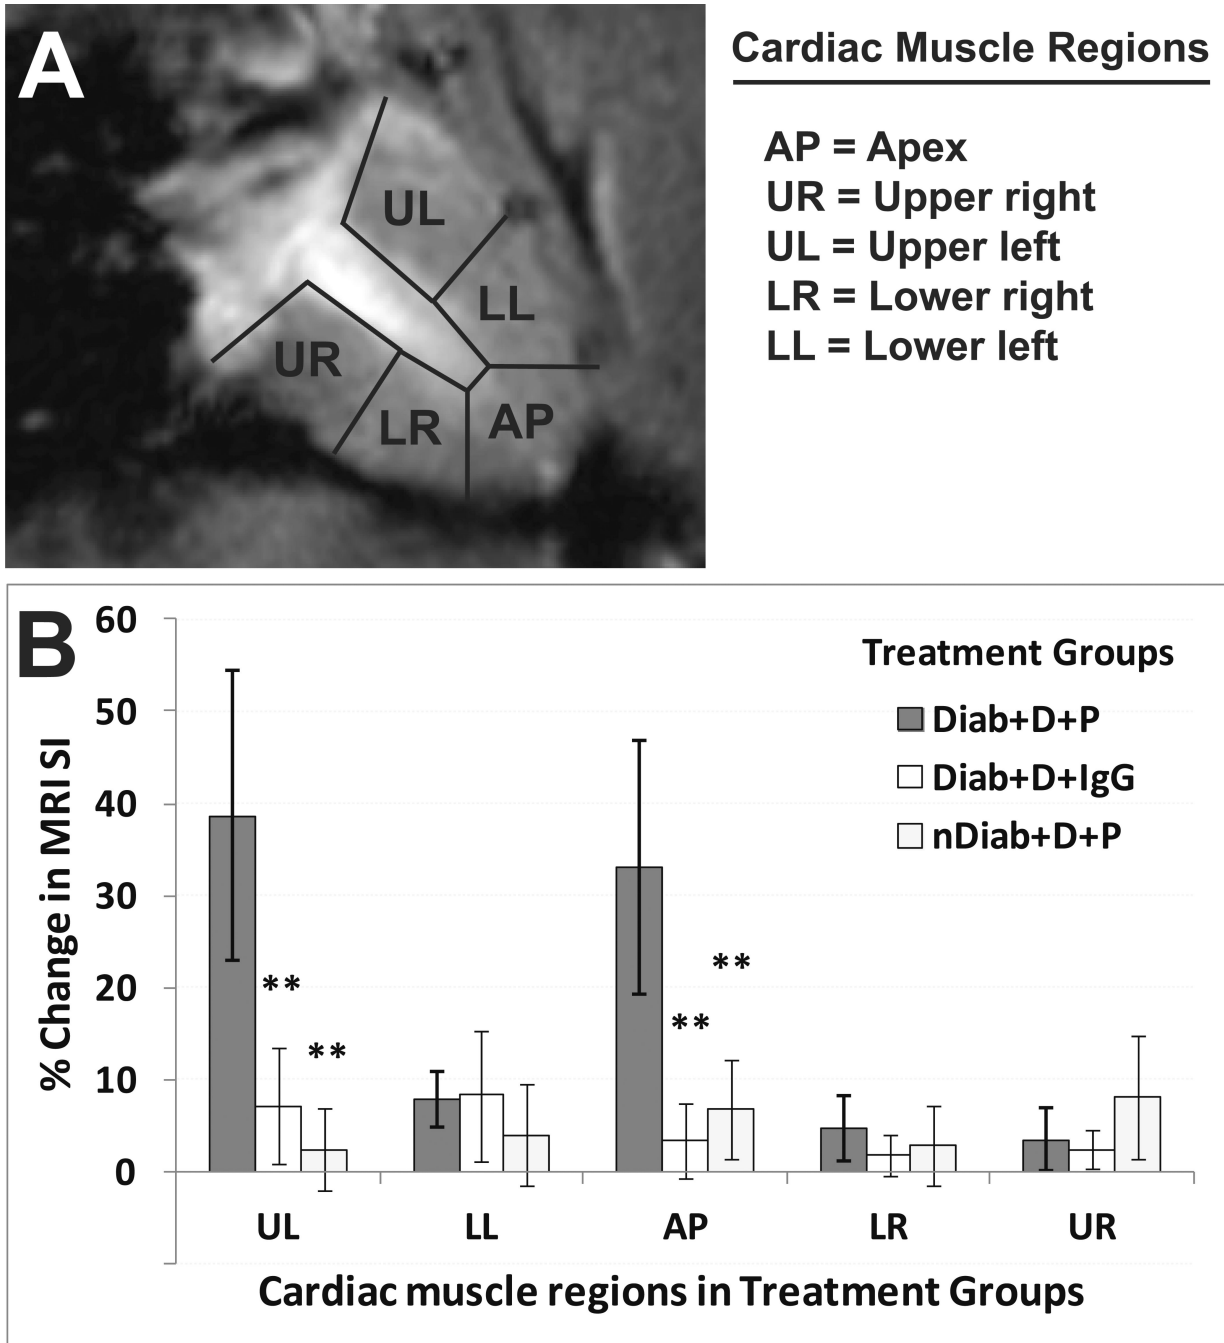 A
Cardiac Muscle Regions
AP = Apex
UR = Upper right
UL = Upper left
LR = Lower right
LL = Lower left
UL
LL
UR
LR
AP
B
% Change in MRI SI
60
50
40
30
20
10
0
Treatment Groups
Diab+D+P
Diab+D+IgG
nDiab+D+P
**
**
**
**
UL LL AP LR UR
Cardiac muscle regions in Treatment Groups